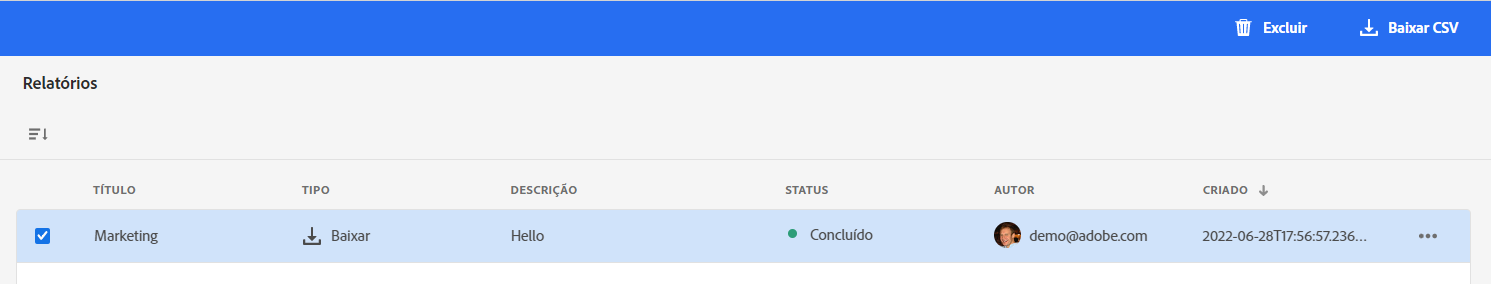 Excluir Baixar CSV
Relatórios
TÍTULO TIPO DESCRIÇÃO STATUS AUTOR CRIADO
Marketing Baixar Hello Concluído demo@adobe.com 2022-06-28T17:56:57.236...